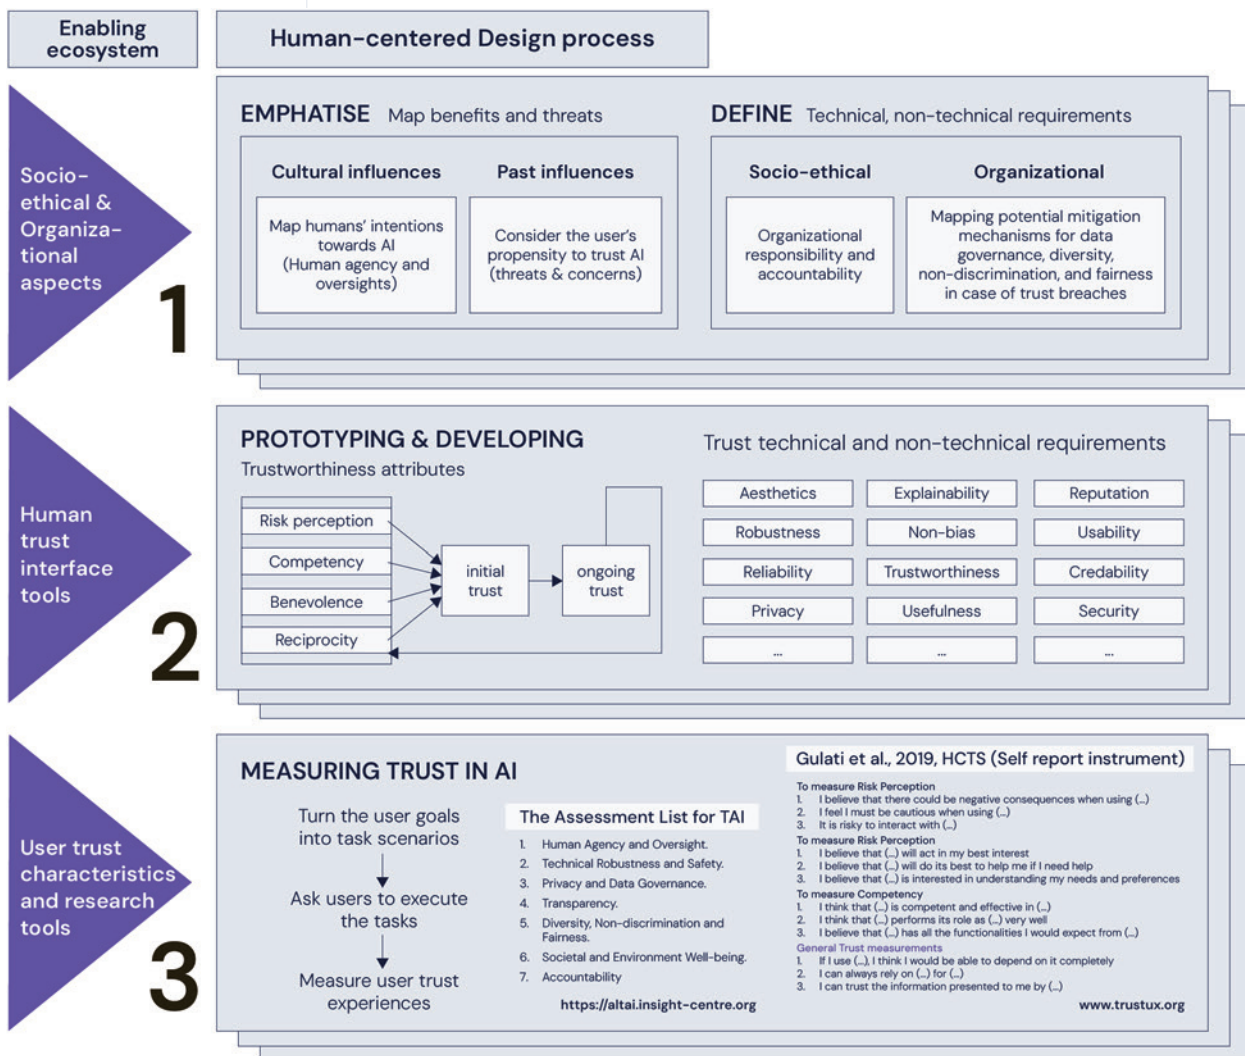 Enabling
ecosystem
Human-centered Design process
Socio-
ethical &
Organiza-
tional
aspects
1
EMPHATISE Map benefits and threats
Cultural influences
Map humans' intentions
towards AI
(Human agency and
oversights)
Past influences
Consider the user's
propensity to trust AI
(threats & concerns)
DEFINE Technical, non-technical requirements
Socio-ethical
Organizational
responsibility and
accountability
Organizational
Mapping potential mitigation
mechanisms for data
governance, diversity,
non-discrimination, and fairness
in case of trust breaches
Human
trust
interface
tools
2
PROTOTYPING & DEVELOPING
Trustworthiness attributes
Risk perception
Competency
Benevolence
Reciprocity
initial
trust
ongoing
trust
Trust technical and non-technical requirements
Aesthetics
Explainability
Reputation
Robustness
Non-bias
Usability
Reliability
Trustworthiness
Credability
Privacy
Usefulness
Security
...
...
...
User trust
characteristics
and research
tools
3
MEASURING TRUST IN AI
Turn the user goals
into task scenarios
Ask users to execute
the tasks
Measure user trust
experiences
The Assessment List for TAI
1. Human Agency and Oversight.
2. Technical Robustness and Safety.
3. Privacy and Data Governance.
4. Transparency.
5. Diversity, Non-discrimination and
Fairness.
6. Societal and Environment Well-being.
7. Accountability
https://altai.insight-centre.org
Gulati et al., 2019, HCTS (Self report instrument)
To measure Risk Perception
1. I believe that there could be negative consequences when using (...)
2. I feel I must be cautious when using (...)
3. It is risky to interact with (...)
To measure Risk Perception
1. I believe that (...) will act in my best interest
2. I believe that (...) will do its best to help me if I need help
3. I believe that (...) is interested in understanding my needs and preferences
To measure Competency
1. I think that (...) is competent and effective in (...)
2. I think that (...) performs its role as (...) very well
3. I believe that (...) has all the functionalities I would expect from (...)
General Trust measurements
1. If I use (...), I think I would be able to depend on it completely
2. I can always rely on (...) for (...)
3. I can trust the information presented to me by (...)
www.trustux.org